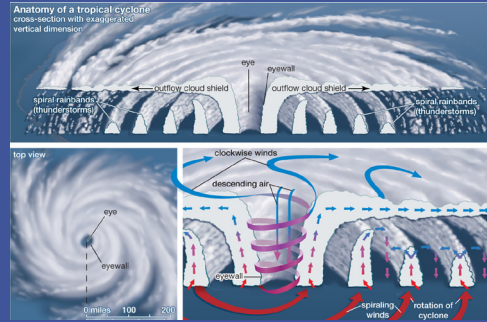 Anatomy of a tropical cyclone
cross-section with exaggerated
vertical dimension
eye
eyewall
outflow cloud shield
outflow cloud shield
spiral rainbands
(thunderstorms)
spiral rainbands
(thunderstorms)
top view
eye
eyewall
0 miles 100 200
clockwise winds
descending air
eyewall
spiraling
winds
rotation of
cyclone